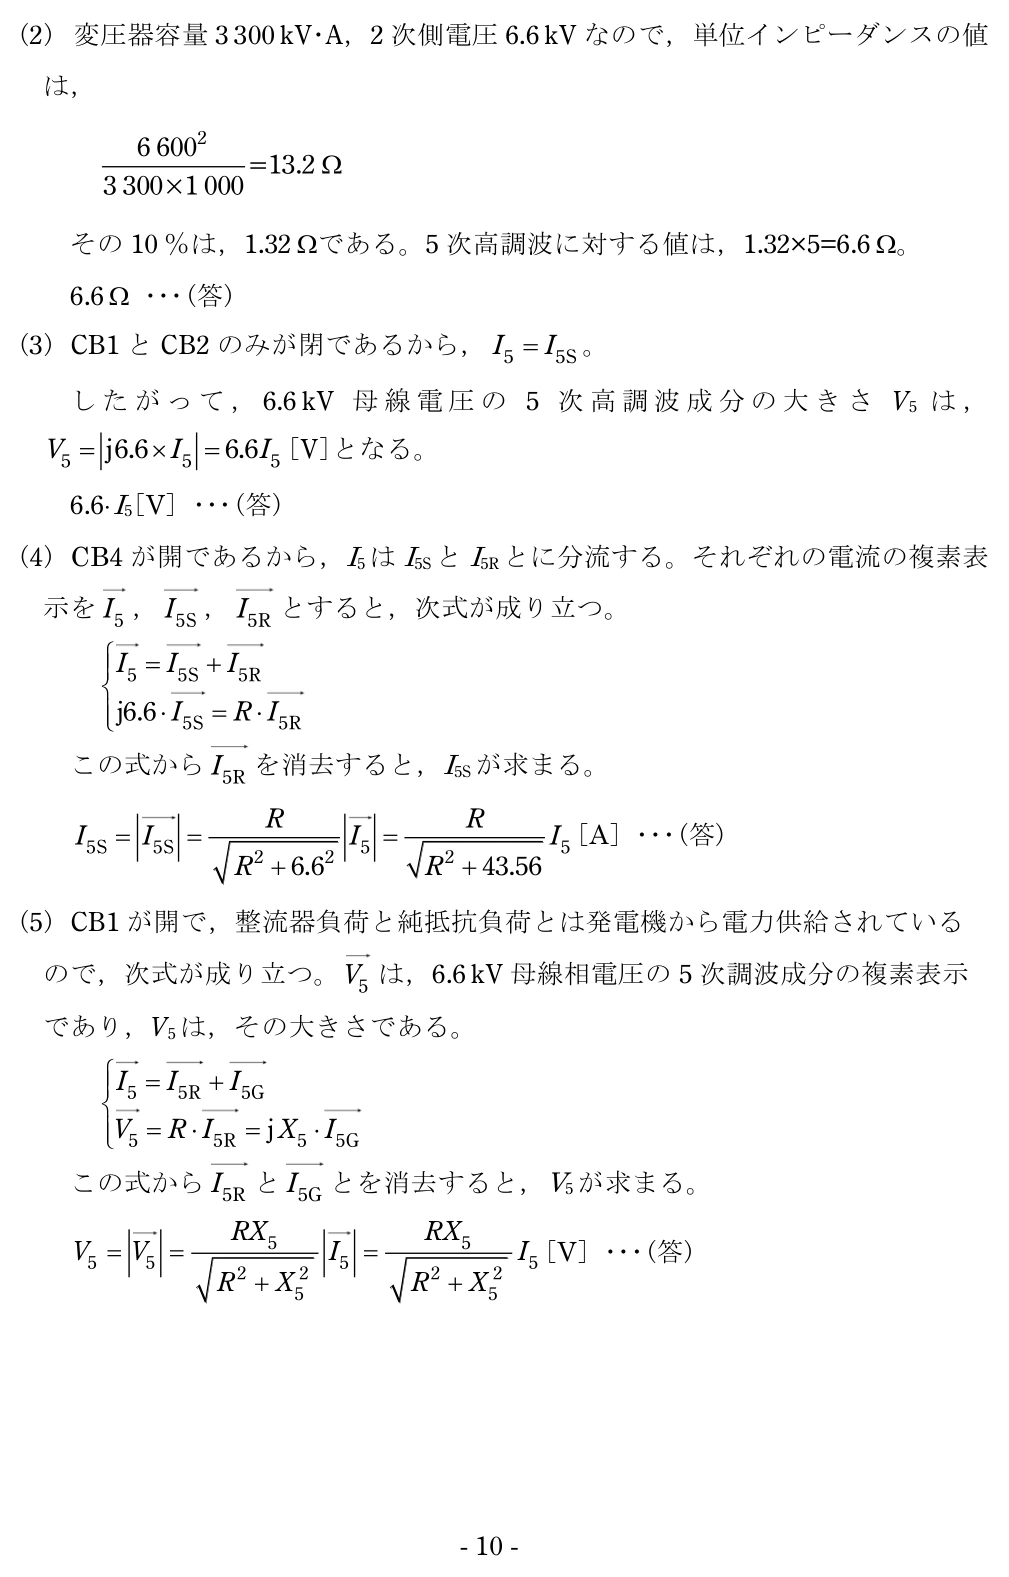 (2) 変圧器容量 3 300 kV･A，2 次側電圧 6.6 kV なので，単位インピーダンスの値
は，
6 600² / (3 300×1 000) =13.2 Ω
その 10 %は，1.32 Ωである。5 次高調波に対する値は，1.32×5=6.6 Ω。
6.6 Ω ･･･(答)
(3) CB1 と CB2 のみが閉であるから，I₅ = I₅S。
したがって，6.6 kV 母線電圧の 5 次高調波成分の大きさ V₅ は，
V₅ = |j6.6×I₅| = 6.6I₅ [V]となる。
6.6·I₅[V] ･･･(答)
(4) CB4 が開であるから，I₅は I₅S と I₅R とに分流する。それぞれの電流の複素表
示を I₅→，I₅S→，I₅R→ とすると，次式が成り立つ。
{ I₅→ = I₅S→ + I₅R→
j6.6·I₅S→ = R·I₅R→
この式から I₅R→ を消去すると，I₅S が求まる。
I₅S = |I₅S→| = R / √(R² + 6.6²) |I₅→| = R / √(R² + 43.56) I₅ [A] ･･･(答)
(5) CB1 が開で，整流器負荷と純抵抗負荷とは発電機から電力供給されている
ので，次式が成り立つ。V₅→ は，6.6 kV 母線相電圧の 5 次調波成分の複素表示
であり，V₅は，その大きさである。
{ I₅→ = I₅R→ + I₅G→
V₅→ = R·I₅R→ = jX₅·I₅G→
この式から I₅R→ と I₅G→ とを消去すると，V₅が求まる。
V₅ = |V₅→| = RX₅ / √(R² + X₅²) |I₅→| = RX₅ / √(R² + X₅²) I₅ [V] ･･･(答)
- 10 -